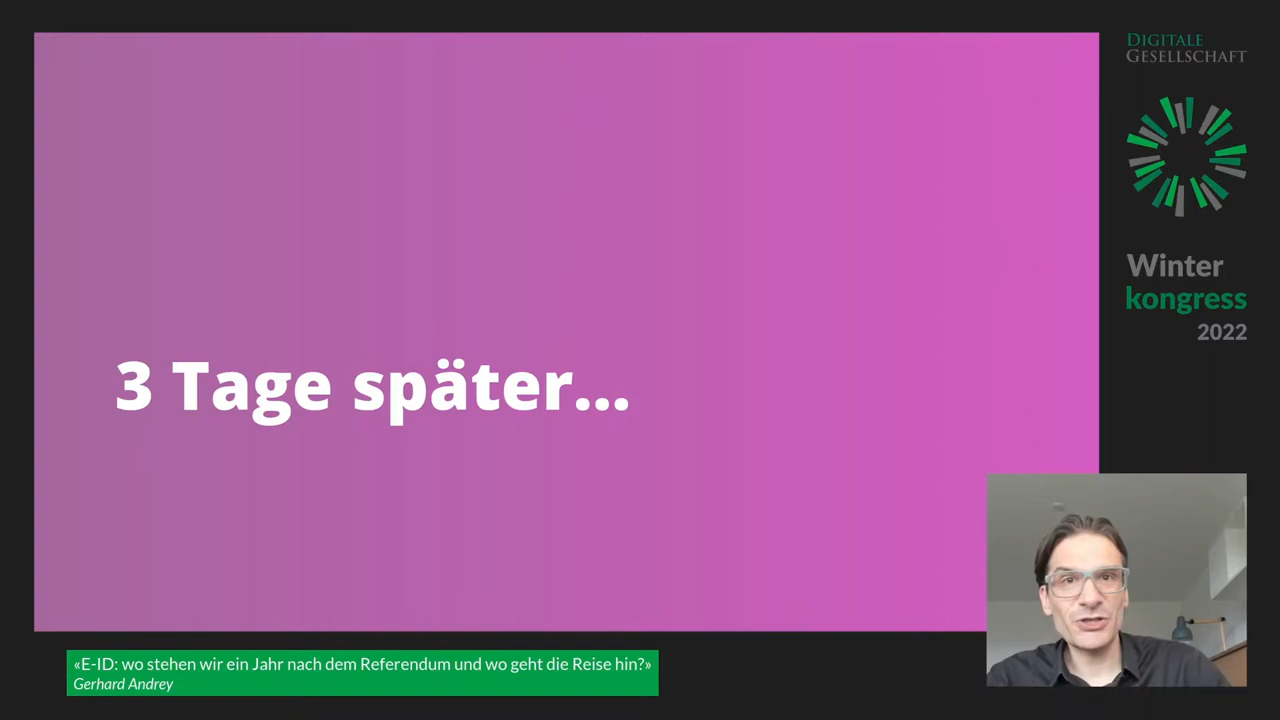 DIGITALE
GESELLSCHAFT
Winter
kongress
2022
3 Tage später...
«E-ID: wo stehen wir ein Jahr nach dem Referendum und wo geht die Reise hin?»
Gerhard Andrey